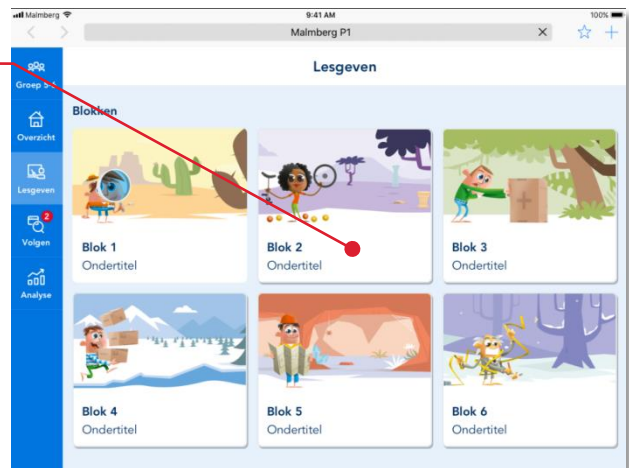 Malmberg 9:41 AM 100%
Malmberg P1
Lesgeven
Groep 5-6
Blokken
Overzicht
Lesgeven
2
Volgen
Analyse
Blok 1
Ondertitel
Blok 2
Ondertitel
Blok 3
Ondertitel
Blok 4
Ondertitel
Blok 5
Ondertitel
Blok 6
Ondertitel